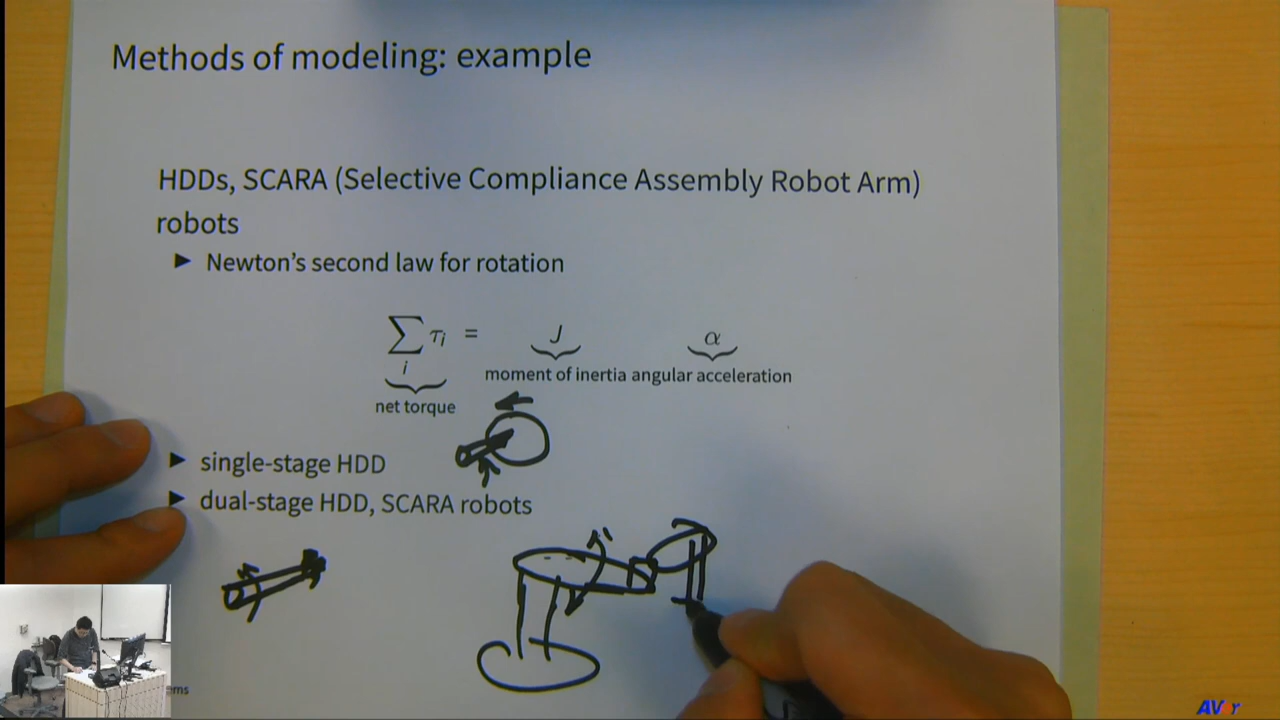 Methods of modeling: example
HDDs, SCARA (Selective Compliance Assembly Robot Arm)
robots
► Newton's second law for rotation
∑ τi = J α
i
moment of inertia angular acceleration
net torque
► single-stage HDD
► dual-stage HDD, SCARA robots
ems
AVer